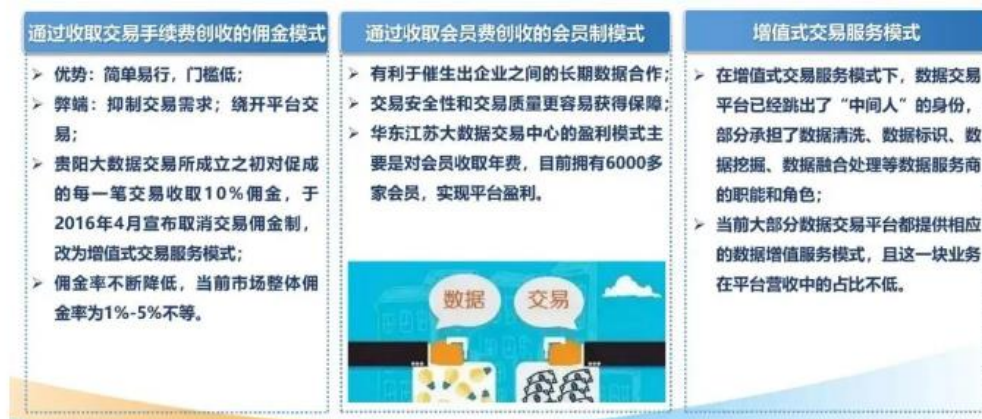 通过收取交易手续费创收的佣金模式
➢ 优势：简单易行，门槛低；
➢ 弊端：抑制交易需求；绕开平台交
易；
➢ 贵阳大数据交易所成立之初对促成
的每一笔交易收取10%佣金，于
2016年4月宣布取消交易佣金制，
改为增值式交易服务模式；
➢ 佣金率不断降低，当前市场整体佣
金率为1%-5%不等。
通过收取会员费创收的会员制模式
➢ 有利于催生出企业之间的长期数据合作；
➢ 交易安全性和交易质量更容易获得保障；
➢ 华东江苏大数据交易中心的盈利模式主
要是对会员收取年费，目前拥有6000多
家会员，实现平台盈利。
数据
交易
增值式交易服务模式
➢ 在增值式交易服务模式下，数据交易
平台已经跳出了“中间人”的身份，
部分承担了数据清洗、数据标识、数
据挖掘、数据融合处理等数据服务商
的职能和角色；
➢ 当前大部分数据交易平台都提供相应
的数据增值服务模式，且这一块业务
在平台营收中的占比不低。